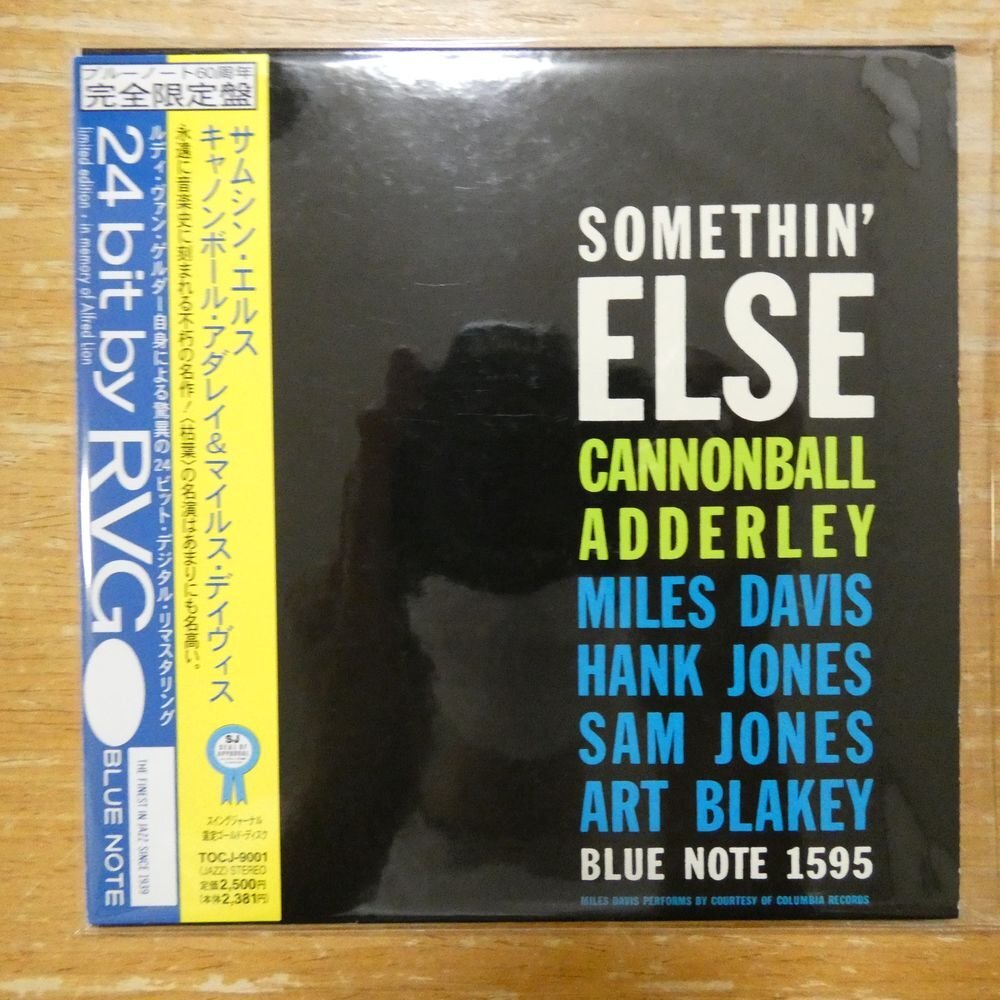 ブルーノート60周年
完全限定盤
サムシン・エルス
キャノンボール・アダレイ&マイルス・デイヴィス
永遠に音楽史に刻まれる不朽の名作!〈枯葉〉の名演はあまりにも名高い。
ルディ・ヴァン・ゲルダー自身による驚異の24ビット・デジタル・リマスタリング
24 bit by RVG
limited edition・in memory of Alfred Lion
BLUE NOTE
THE FINEST IN JAZZ SINCE 1939
SJ
SEAL OF
APPROVAL
スイングジャーナル
選定ゴールド・ディスク
TOCJ-9001
(JAZZ) STEREO
定価2,500円
(本体2,381円)
SOMETHIN'
ELSE
CANNONBALL
ADDERLEY
MILES DAVIS
HANK JONES
SAM JONES
ART BLAKEY
BLUE NOTE 1595
MILES DAVIS PERFORMS BY COURTESY OF COLUMBIA RECORDS